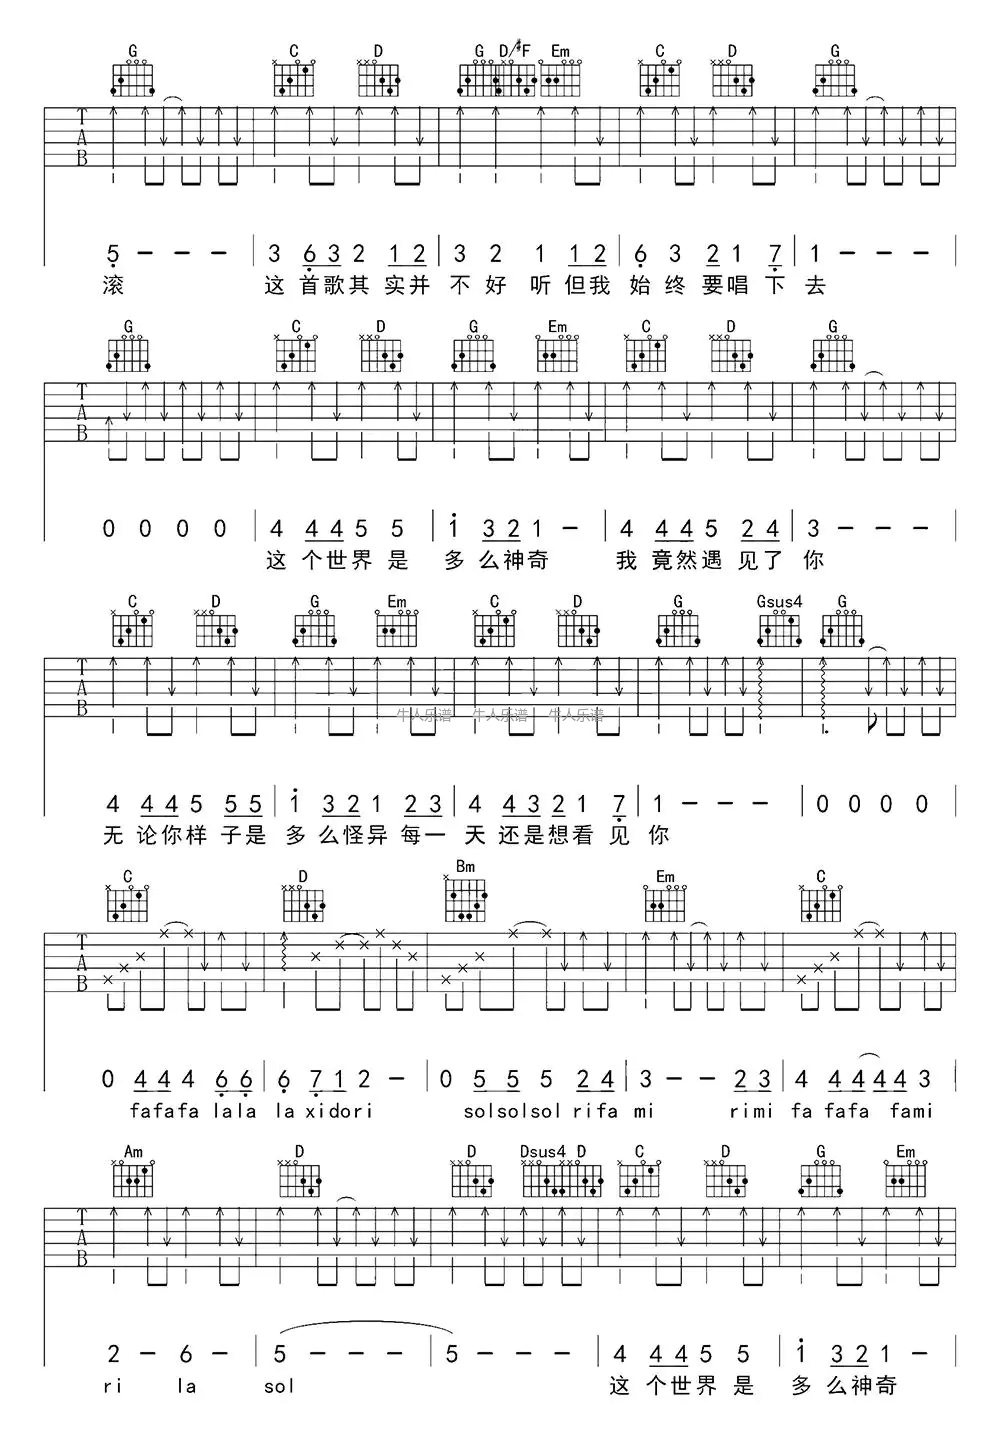 G C D G D/#F Em C D G
T
A
B
5 — — — 3 6 3 2 1 2 3 2 1 1 2 6 3 2 1 7 1 — — —
滚 这 首歌其 实并 不 好 听 但我 始 终 要唱 下 去
G C D G Em C D G
T
A
B
0 0 0 0 4 4 4 5 5 1 3 2 1 — 4 4 4 5 2 4 3 — — —
这 个世界 是 多 么神奇 我 竟然遇 见了 你
C D G Em C D G Gsus4 G
T
A
B
牛人乐谱 牛人乐谱 牛人乐谱
4 4 4 5 5 5 1 3 2 1 2 3 4 4 3 2 1 7 1 — — — 0 0 0 0
无 论你样 子是 多 么怪异 每一 天 还是想看 见 你
C D Bm Em C
T
A
B
0 4 4 4 6 6 6 7 1 2 — 0 5 5 5 2 4 3 — — 2 3 4 4 4 4 4 3
fafafa lala la xidori solsolsol rifa mi rimi fa fafa fami
Am D D Dsus4 D C D G Em
T
A
B
2 — 6 — 5 — — — 5 — — — 4 4 4 5 5 1 3 2 1 —
ri la sol 这 个世界 是 多 么神奇